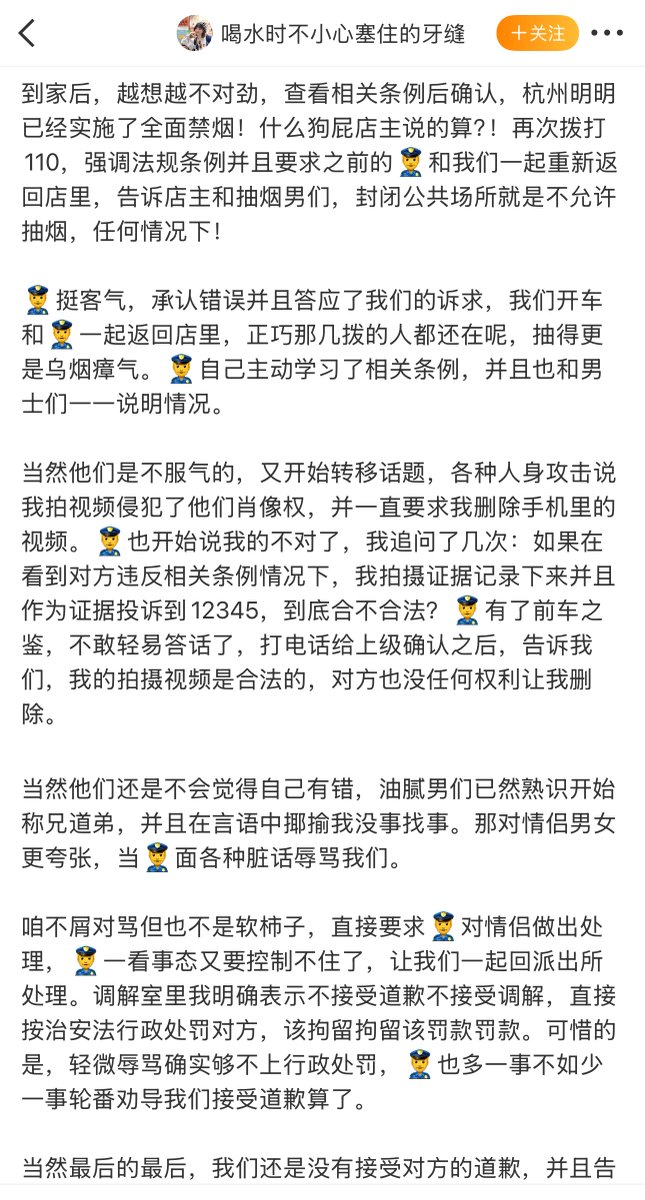 喝水时不小心塞住的牙缝
+关注
到家后，越想越不对劲，查看相关条例后确认，杭州明明
已经实施了全面禁烟！什么狗屁店主说的算?！再次拨打
110，强调法规条例并且要求之前的👮和我们一起重新返
回店里，告诉店主和抽烟男们，封闭公共场所就是不允许
抽烟，任何情况下！
👮挺客气，承认错误并且答应了我们的诉求，我们开车
和👮一起返回店里，正巧那几拨的人都还在呢，抽得更
是乌烟瘴气。👮自己主动学习了相关条例，并且也和男
士们一一说明情况。
当然他们是不服气的，又开始转移话题，各种人身攻击说
我拍视频侵犯了他们肖像权，并一直要求我删除手机里的
视频。👮也开始说我的不对了，我追问了几次：如果在
看到对方违反相关条例情况下，我拍摄证据记录下来并且
作为证据投诉到12345，到底合不合法？👮有了前车之
鉴，不敢轻易答话了，打电话给上级确认之后，告诉我
们，我的拍摄视频是合法的，对方也没任何权利让我删
除。
当然他们还是不会觉得自己有错，油腻男们已然熟识开始
称兄道弟，并且在言语中揶揄我没事找事。那对情侣男女
更夸张，当👮面各种脏话辱骂我们。
咱不屑对骂但也不是软柿子，直接要求👮对情侣做出处
理，👮一看事态又要控制不住了，让我们一起回派出所
处理。调解室里我明确表示不接受道歉不接受调解，直接
按治安法行政处罚对方，该拘留拘留该罚款罚款。可惜的
是，轻微辱骂确实够不上行政处罚，👮也多一事不如少
一事轮番劝导我们接受道歉算了。
当然最后的最后，我们还是没有接受对方的道歉，并且告